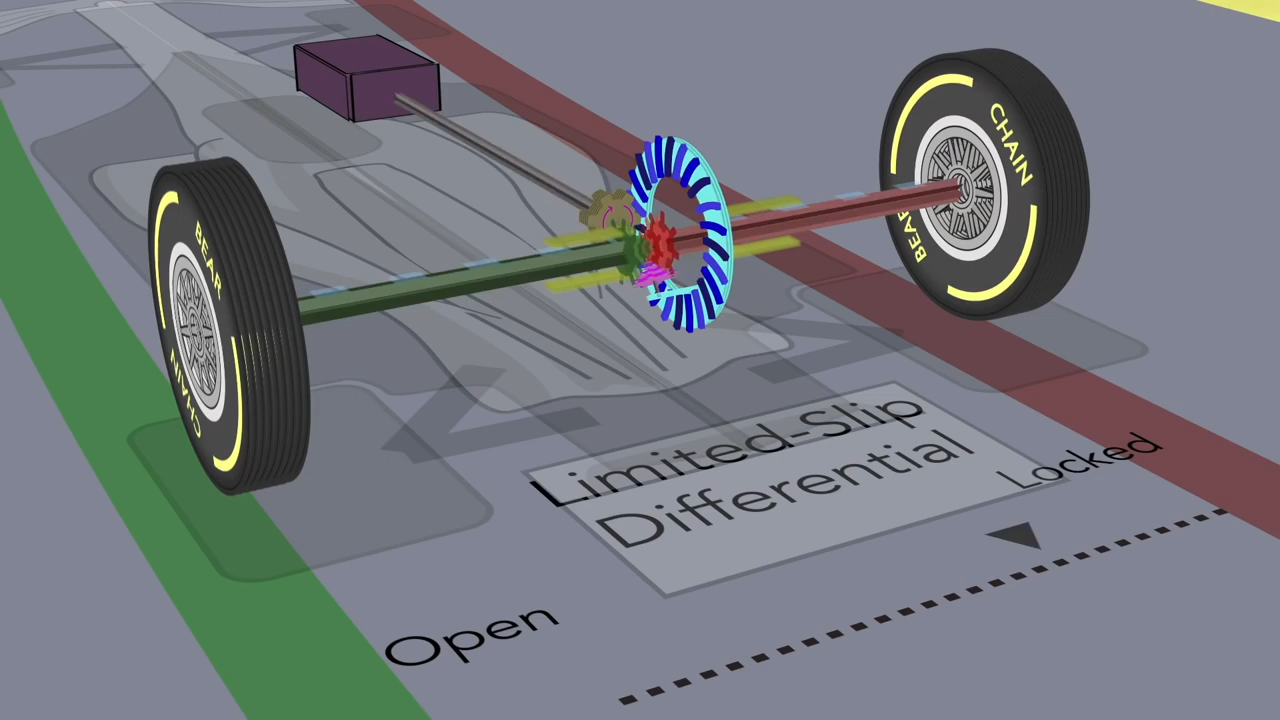 CHAIN
BEAR
BEAR
CHAIN
Limited-Slip
Differential
Locked
Open